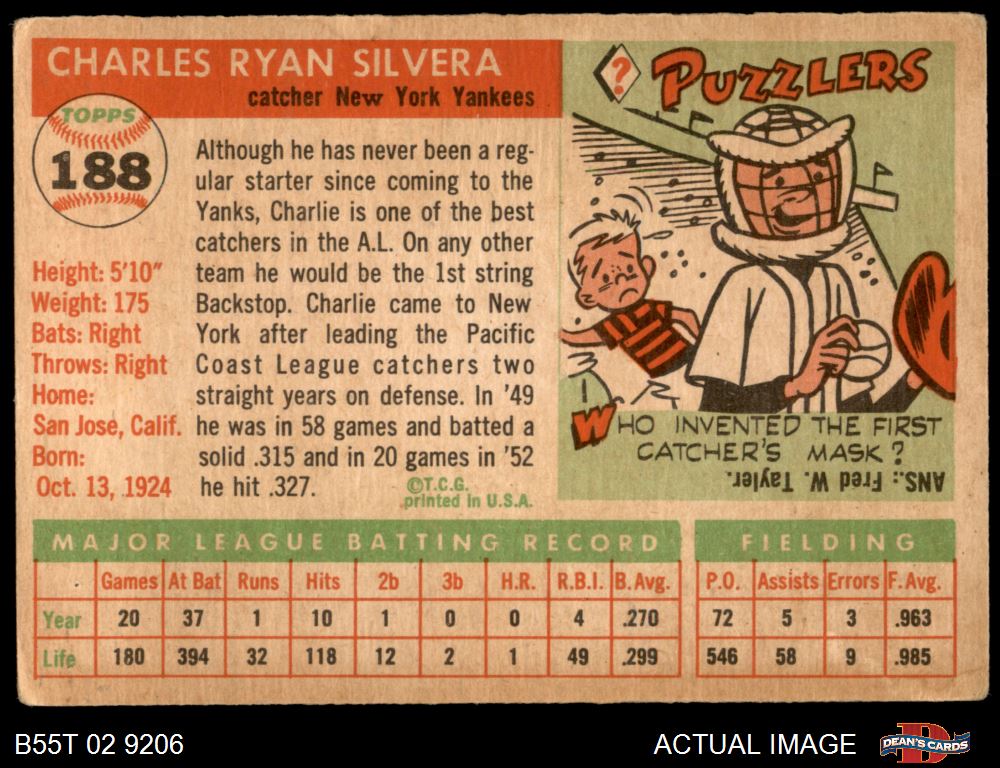 CHARLES RYAN SILVERA
catcher New York Yankees
TOPPS
188
Height: 5'10"
Weight: 175
Bats: Right
Throws: Right
Home:
San Jose, Calif.
Born:
Oct. 13, 1924
Although he has never been a reg-
ular starter since coming to the
Yanks, Charlie is one of the best
catchers in the A.L. On any other
team he would be the 1st string
Backstop. Charlie came to New
York after leading the Pacific
Coast League catchers two
straight years on defense. In '49
he was in 58 games and batted a
solid .315 and in 20 games in '52
he hit .327.
©T.C.G.
printed in U.S.A.
? PUZZLERS
WHO INVENTED THE FIRST
CATCHER'S MASK?
ANS.: Fred W. Tayler.
MAJOR LEAGUE BATTING RECORD FIELDING
Games At Bat Runs Hits 2b 3b H.R. R.B.I. B.Avg. P.O. Assists Errors F.Avg.
Year 20 37 1 10 1 0 0 4 .270 72 5 3 .963
Life 180 394 32 118 12 2 1 49 .299 546 58 9 .985
B55T 02 9206
ACTUAL IMAGE
D
DEAN'S CARDS